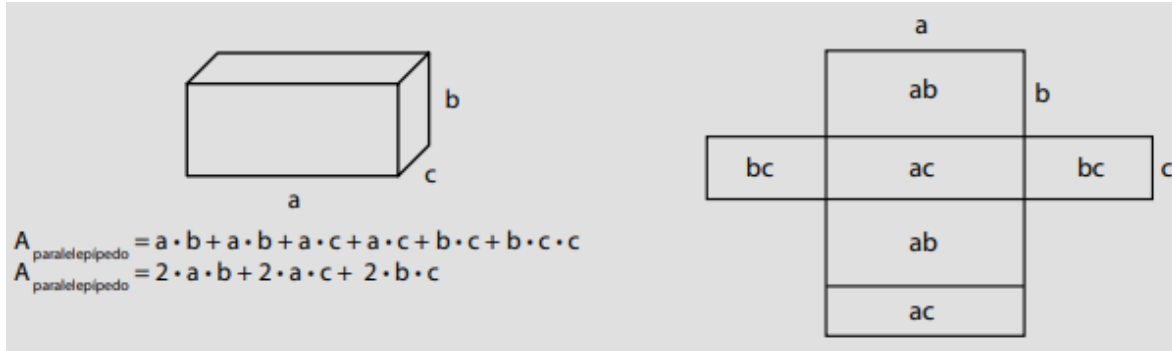 b
c
a
A paralelepípedo = a • b + a • b + a • c + a • c + b • c + b • c • c
A paralelepípedo = 2 • a • b + 2 • a • c + 2 • b • c
a
ab
b
bc
ac
bc
c
ab
ac